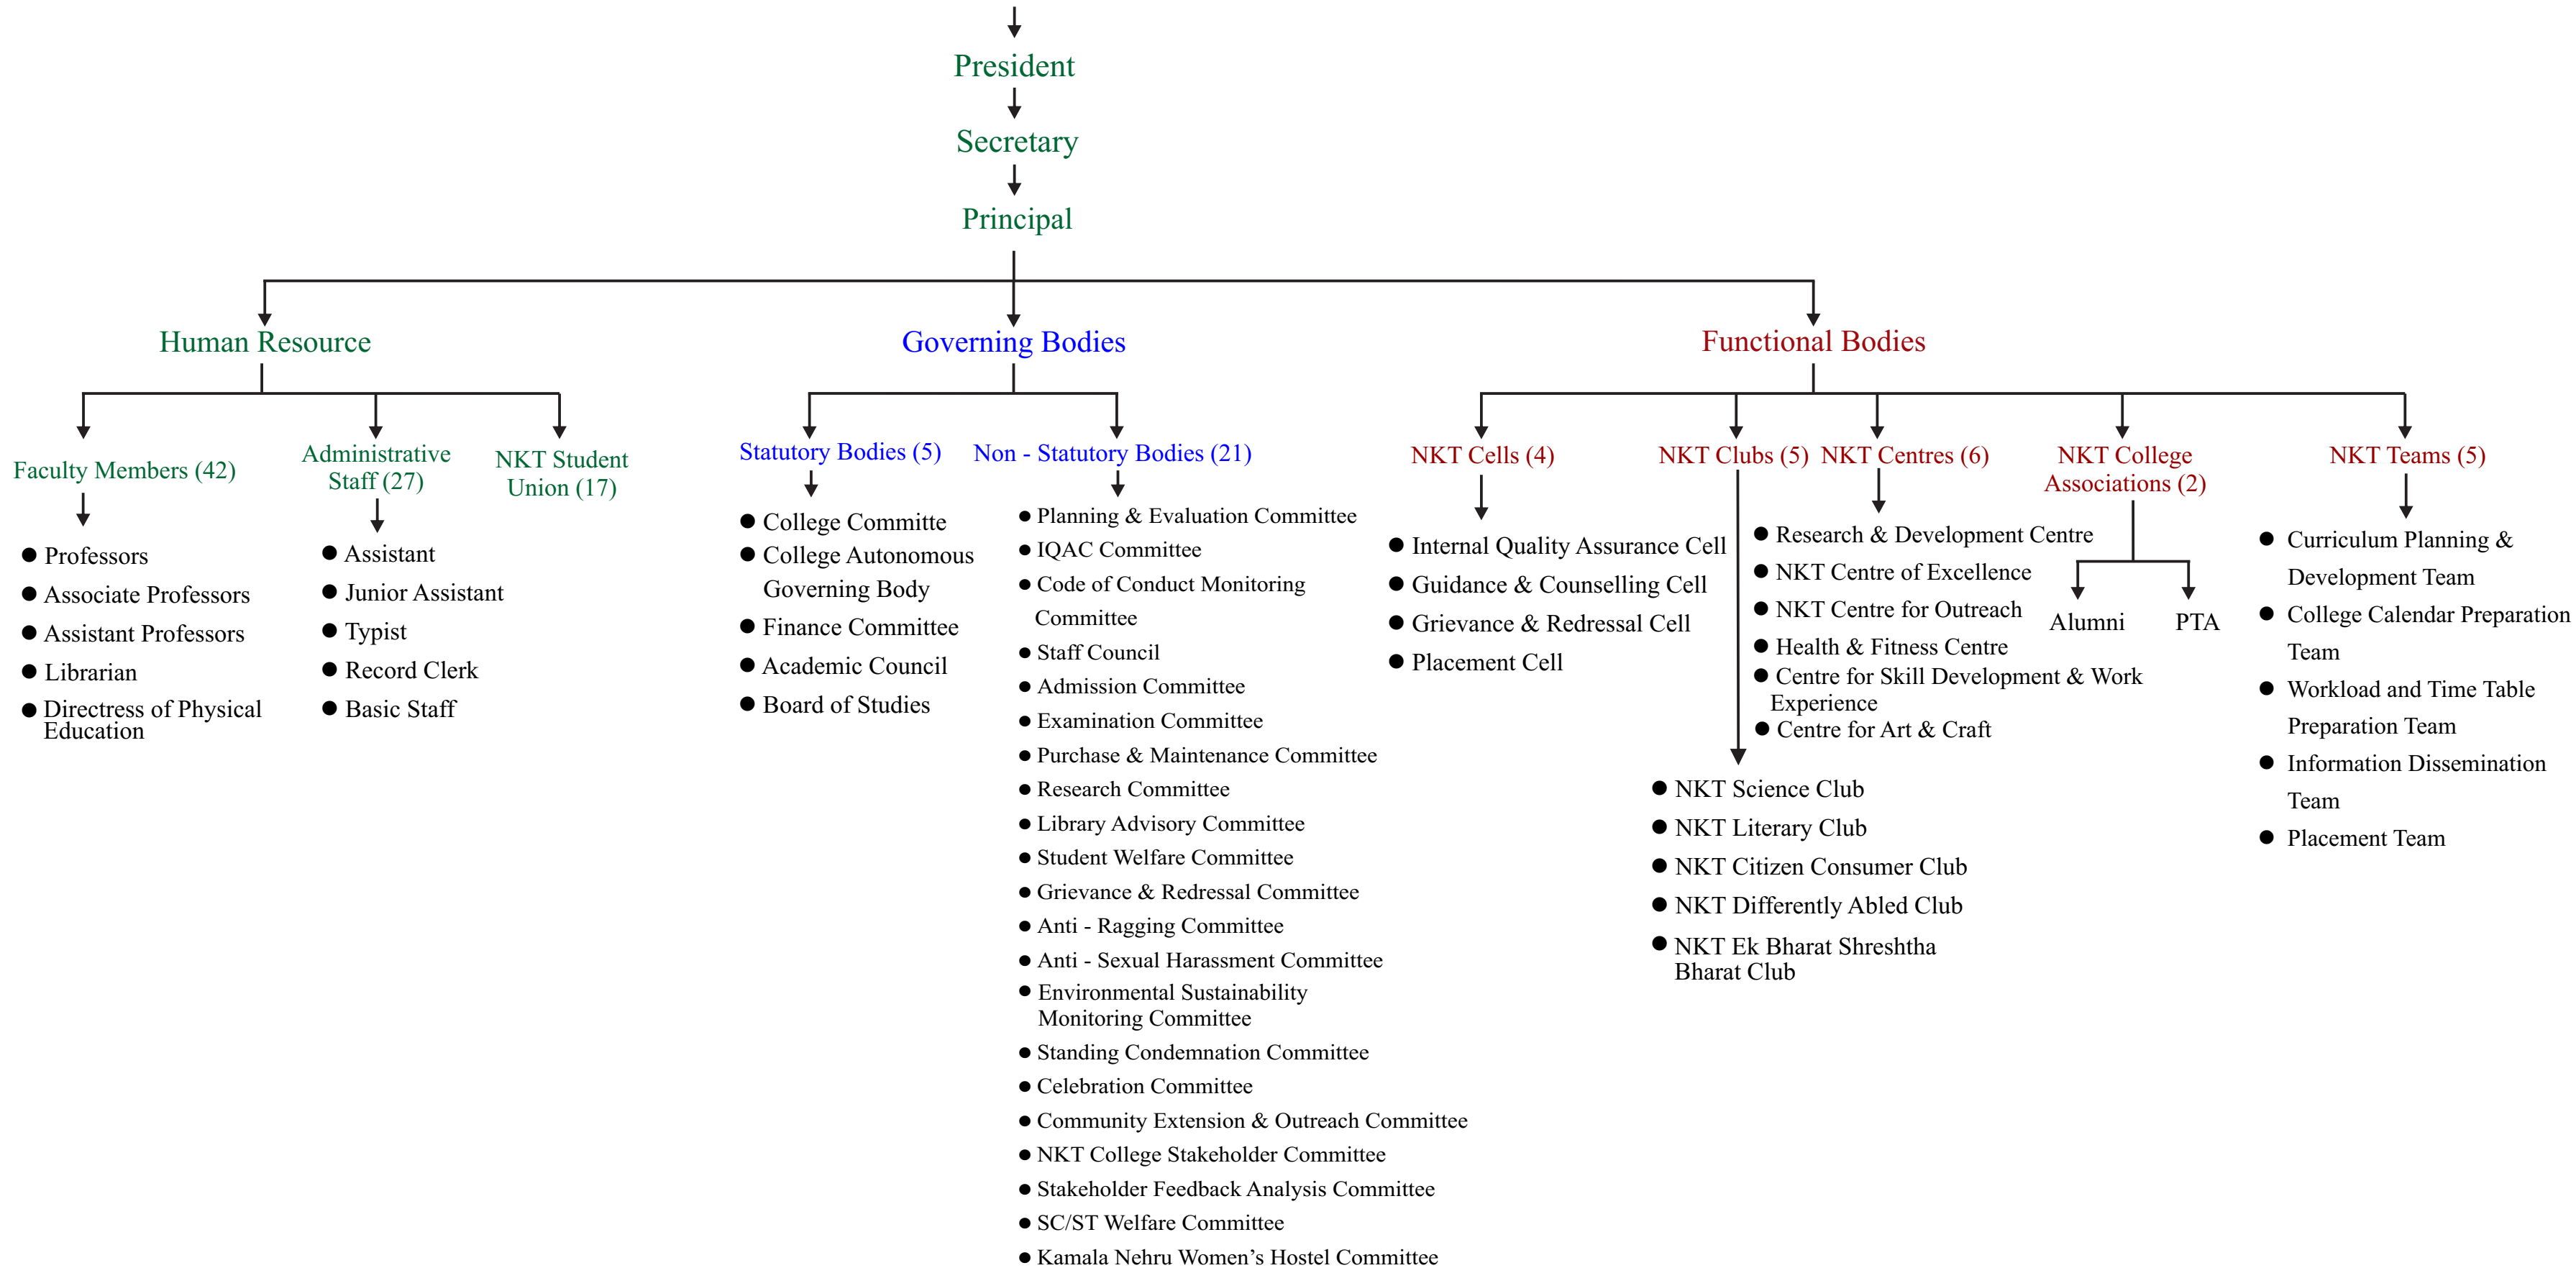 President
Secretary
Principal
Human Resource
Governing Bodies
Functional Bodies
Faculty Members (42)
● Professors
● Associate Professors
● Assistant Professors
● Librarian
● Directress of Physical
Education
Administrative
Staff (27)
● Assistant
● Junior Assistant
● Typist
● Record Clerk
● Basic Staff
NKT Student
Union (17)
Statutory Bodies (5)
● College Committe
● College Autonomous
Governing Body
● Finance Committee
● Academic Council
● Board of Studies
Non - Statutory Bodies (21)
● Planning & Evaluation Committee
● IQAC Committee
● Code of Conduct Monitoring
Committee
● Staff Council
● Admission Committee
● Examination Committee
● Purchase & Maintenance Committee
● Research Committee
● Library Advisory Committee
● Student Welfare Committee
● Grievance & Redressal Committee
● Anti - Ragging Committee
● Anti - Sexual Harassment Committee
● Environmental Sustainability
Monitoring Committee
● Standing Condemnation Committee
● Celebration Committee
● Community Extension & Outreach Committee
● NKT College Stakeholder Committee
● Stakeholder Feedback Analysis Committee
● SC/ST Welfare Committee
● Kamala Nehru Women’s Hostel Committee
NKT Cells (4)
● Internal Quality Assurance Cell
● Guidance & Counselling Cell
● Grievance & Redressal Cell
● Placement Cell
NKT Clubs (5)
● NKT Science Club
● NKT Literary Club
● NKT Citizen Consumer Club
● NKT Differently Abled Club
● NKT Ek Bharat Shreshtha
Bharat Club
NKT Centres (6)
● Research & Development Centre
● NKT Centre of Excellence
● NKT Centre for Outreach
● Health & Fitness Centre
● Centre for Skill Development & Work
Experience
● Centre for Art & Craft
NKT College
Associations (2)
Alumni
PTA
NKT Teams (5)
● Curriculum Planning &
Development Team
● College Calendar Preparation
Team
● Workload and Time Table
Preparation Team
● Information Dissemination
Team
● Placement Team